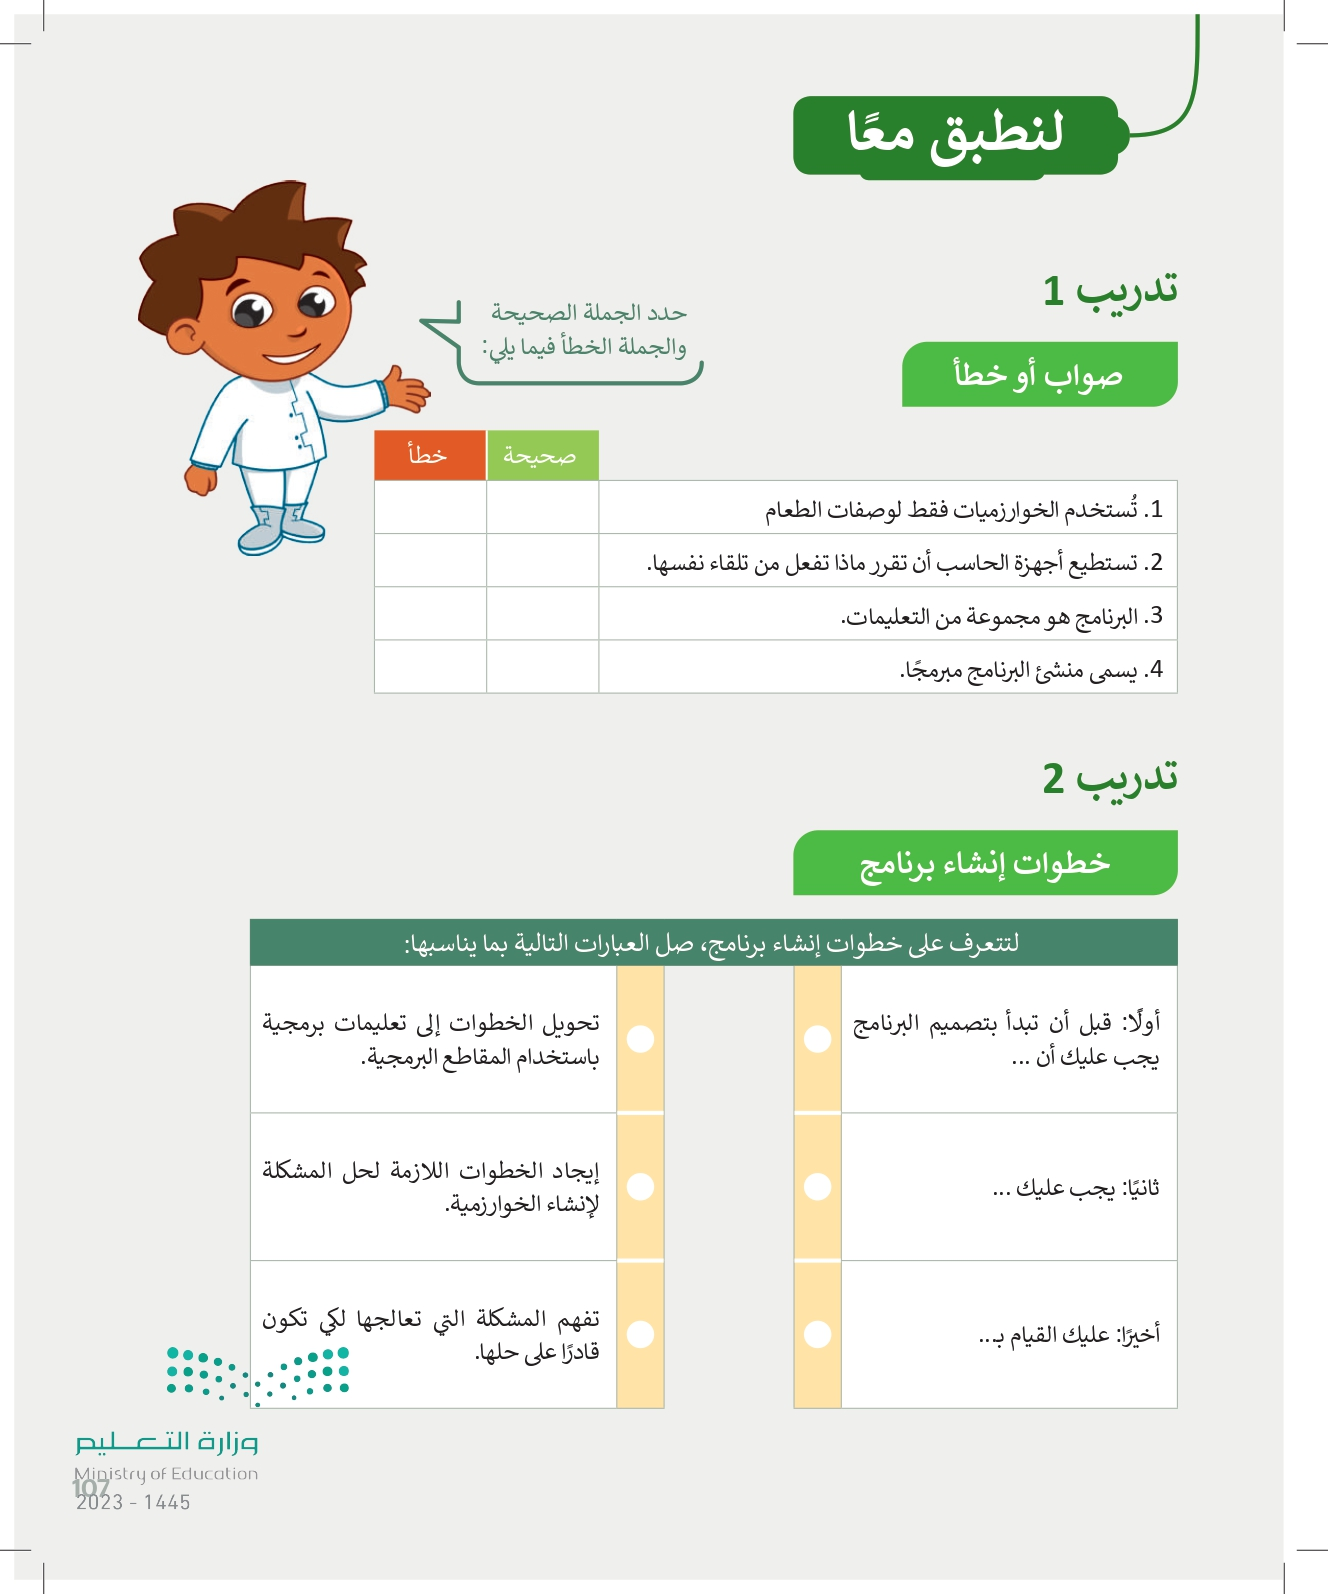 لنطبق معًا
تدريب 1
صواب أو خطأ
حدد الجملة الصحيحة
والجملة الخطأ فيما يلي:
صحيحة خطأ
1. تُستخدم الخوارزميات فقط لوصفات الطعام
2. تستطيع أجهزة الحاسب أن تقرر ماذا تفعل من تلقاء نفسها.
3. البرنامج هو مجموعة من التعليمات.
4. يسمى منشئ البرنامج مبرمجًا.
تدريب 2
خطوات إنشاء برنامج
لتتعرف على خطوات إنشاء برنامج، صل العبارات التالية بما يناسبها:
أولًا: قبل أن تبدأ بتصميم البرنامج
يجب عليك أن ...
تحويل الخطوات إلى تعليمات برمجية
باستخدام المقاطع البرمجية.
ثانيًا: يجب عليك ...
إيجاد الخطوات اللازمة لحل المشكلة
لإنشاء الخوارزمية.
أخيرًا: عليك القيام بـ...
تفهم المشكلة التي تعالجها لكي تكون
قادرًا على حلها.
وزارة التعليم
Ministry of Education
107
2023 - 1445